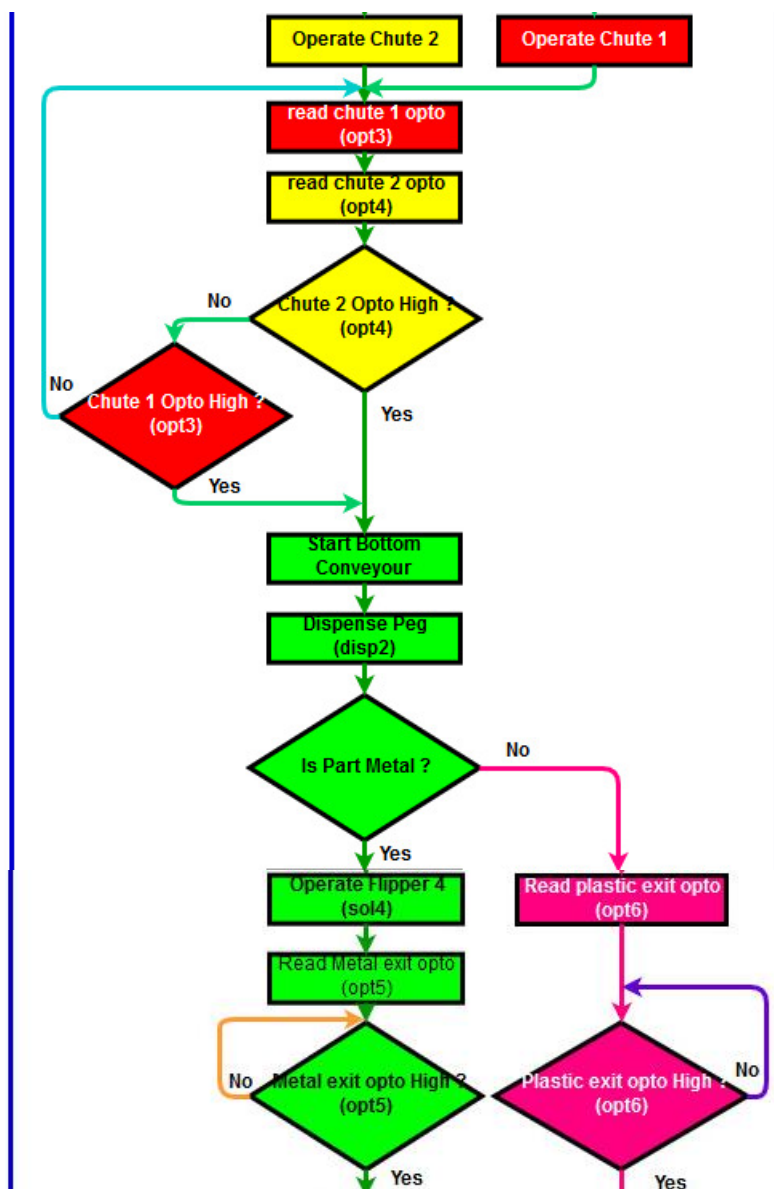 Operate Chute 2
Operate Chute 1
read chute 1 opto
(opt3)
read chute 2 opto
(opt4)
Chute 2 Opto High ?
(opt4)
No
Yes
Chute 1 Opto High ?
(opt3)
No
Yes
Start Bottom
Conveyour
Dispense Peg
(disp2)
Is Part Metal ?
No
Yes
Operate Flipper 4
(sol4)
Read plastic exit opto
(opt6)
Read Metal exit opto
(opt5)
Metal exit opto High ?
(opt5)
No
Yes
Plastic exit opto High ?
(opt6)
No
Yes